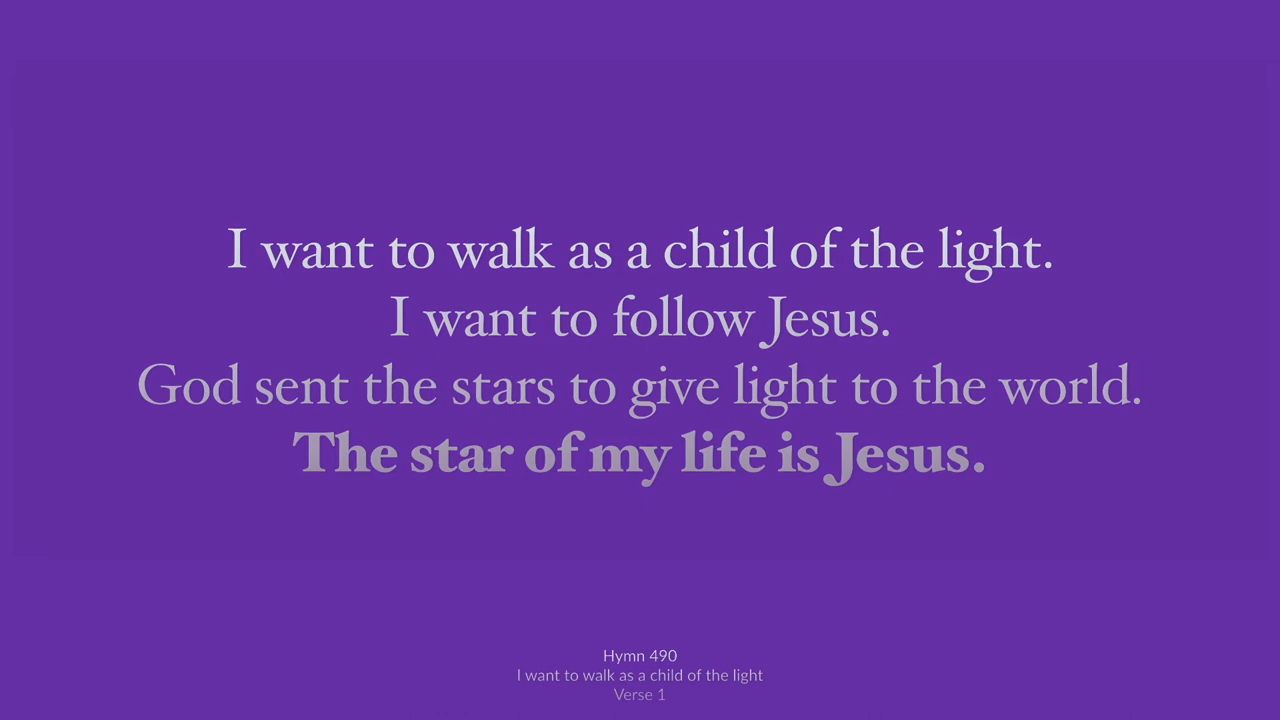 I want to walk as a child of the light.
I want to follow Jesus.
God sent the stars to give light to the world.
The star of my life is Jesus.
Hymn 490
I want to walk as a child of the light
Verse 1